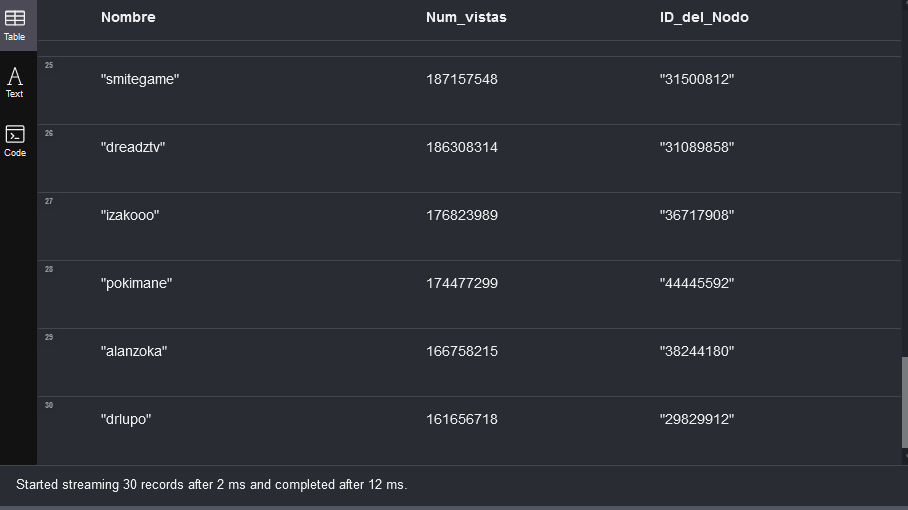 Nombre Num_vistas ID_del_Nodo
Table
25 "smitegame" 187157548 "31500812"
Text
26 "dreadztv" 186308314 "31089858"
Code
27 "izakooo" 176823989 "36717908"
28 "pokimane" 174477299 "44445592"
29 "alanzoka" 166758215 "38244180"
30 "drlupo" 161656718 "29829912"
Started streaming 30 records after 2 ms and completed after 12 ms.